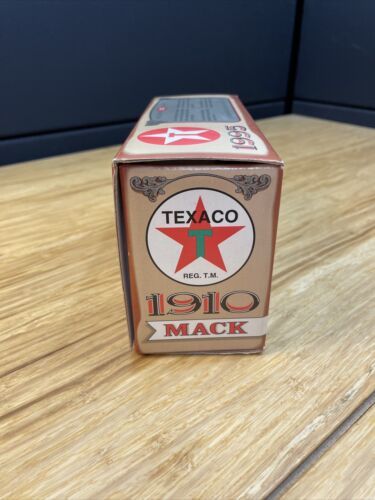 1995
TEXACO
T
REG. T.M.
1910
MACK